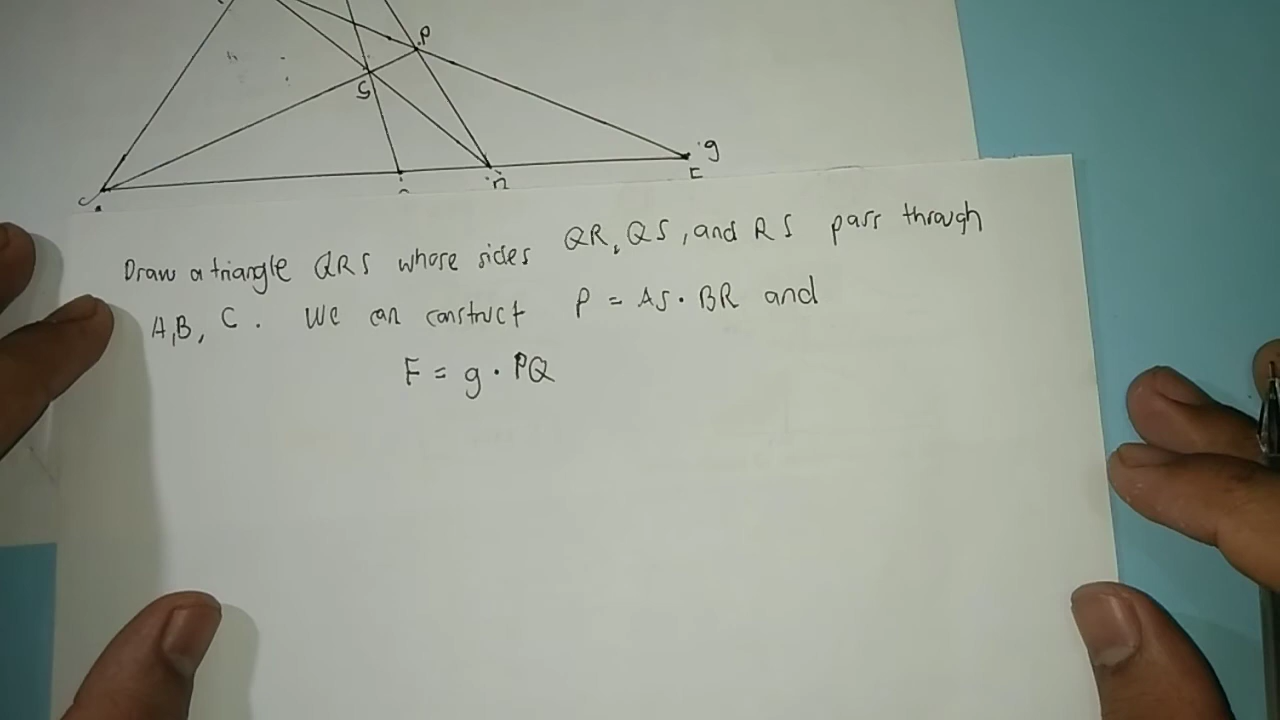 P
S
g
n
Draw a triangle QRS whose sides QR, QS, and RS pass through
A,B, C. We can construct P = AS · BR and
F = g · PQ